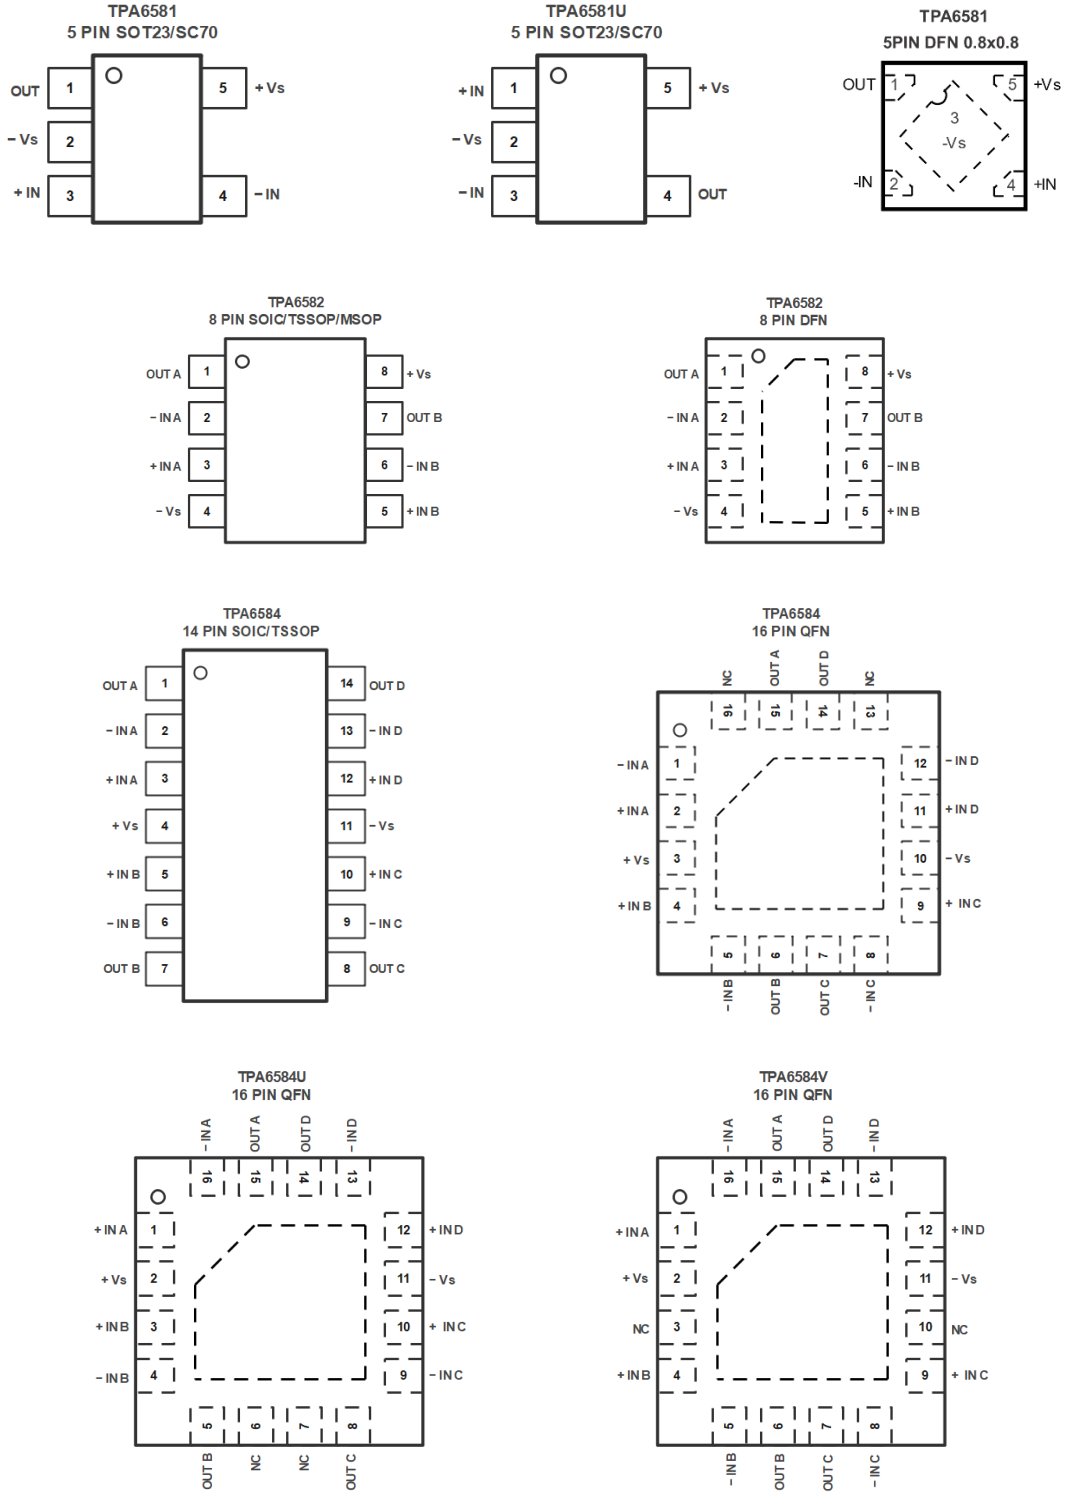 TPA6581
5 PIN SOT23/SC70
OUT 1 5 +Vs
−Vs 2
+IN 3 4 −IN
TPA6581U
5 PIN SOT23/SC70
+IN 1 5 +Vs
−Vs 2
−IN 3 4 OUT
TPA6581
5PIN DFN 0.8x0.8
OUT 1 5 +Vs
3
-Vs
-IN 2 4 +IN
TPA6582
8 PIN SOIC/TSSOP/MSOP
OUT A 1 8 +Vs
−IN A 2 7 OUT B
+IN A 3 6 −IN B
−Vs 4 5 +IN B
TPA6582
8 PIN DFN
OUT A 1 8 +Vs
−IN A 2 7 OUT B
+IN A 3 6 −IN B
−Vs 4 5 +IN B
TPA6584
14 PIN SOIC/TSSOP
OUT A 1 14 OUT D
−IN A 2 13 −IN D
+IN A 3 12 +IN D
+Vs 4 11 −Vs
+IN B 5 10 +IN C
−IN B 6 9 −IN C
OUT B 7 8 OUT C
TPA6584
16 PIN QFN
NC OUT A OUT D NC
16 15 14 13
−IN A 1 12 −IN D
+IN A 2 11 +IN D
+Vs 3 10 −Vs
+IN B 4 9 + IN C
5 6 7 8
−IN B OUT B OUT C −IN C
TPA6584U
16 PIN QFN
−IN A OUT A OUT D −IN D
16 15 14 13
+IN A 1 12 +IN D
+Vs 2 11 −Vs
+IN B 3 10 + IN C
−IN B 4 9 −IN C
5 6 7 8
OUT B NC NC OUT C
TPA6584V
16 PIN QFN
−IN A OUT A OUT D −IN D
16 15 14 13
+IN A 1 12 +IN D
+Vs 2 11 −Vs
NC 3 10 NC
+IN B 4 9 + IN C
5 6 7 8
−IN B OUT B OUT C −IN C